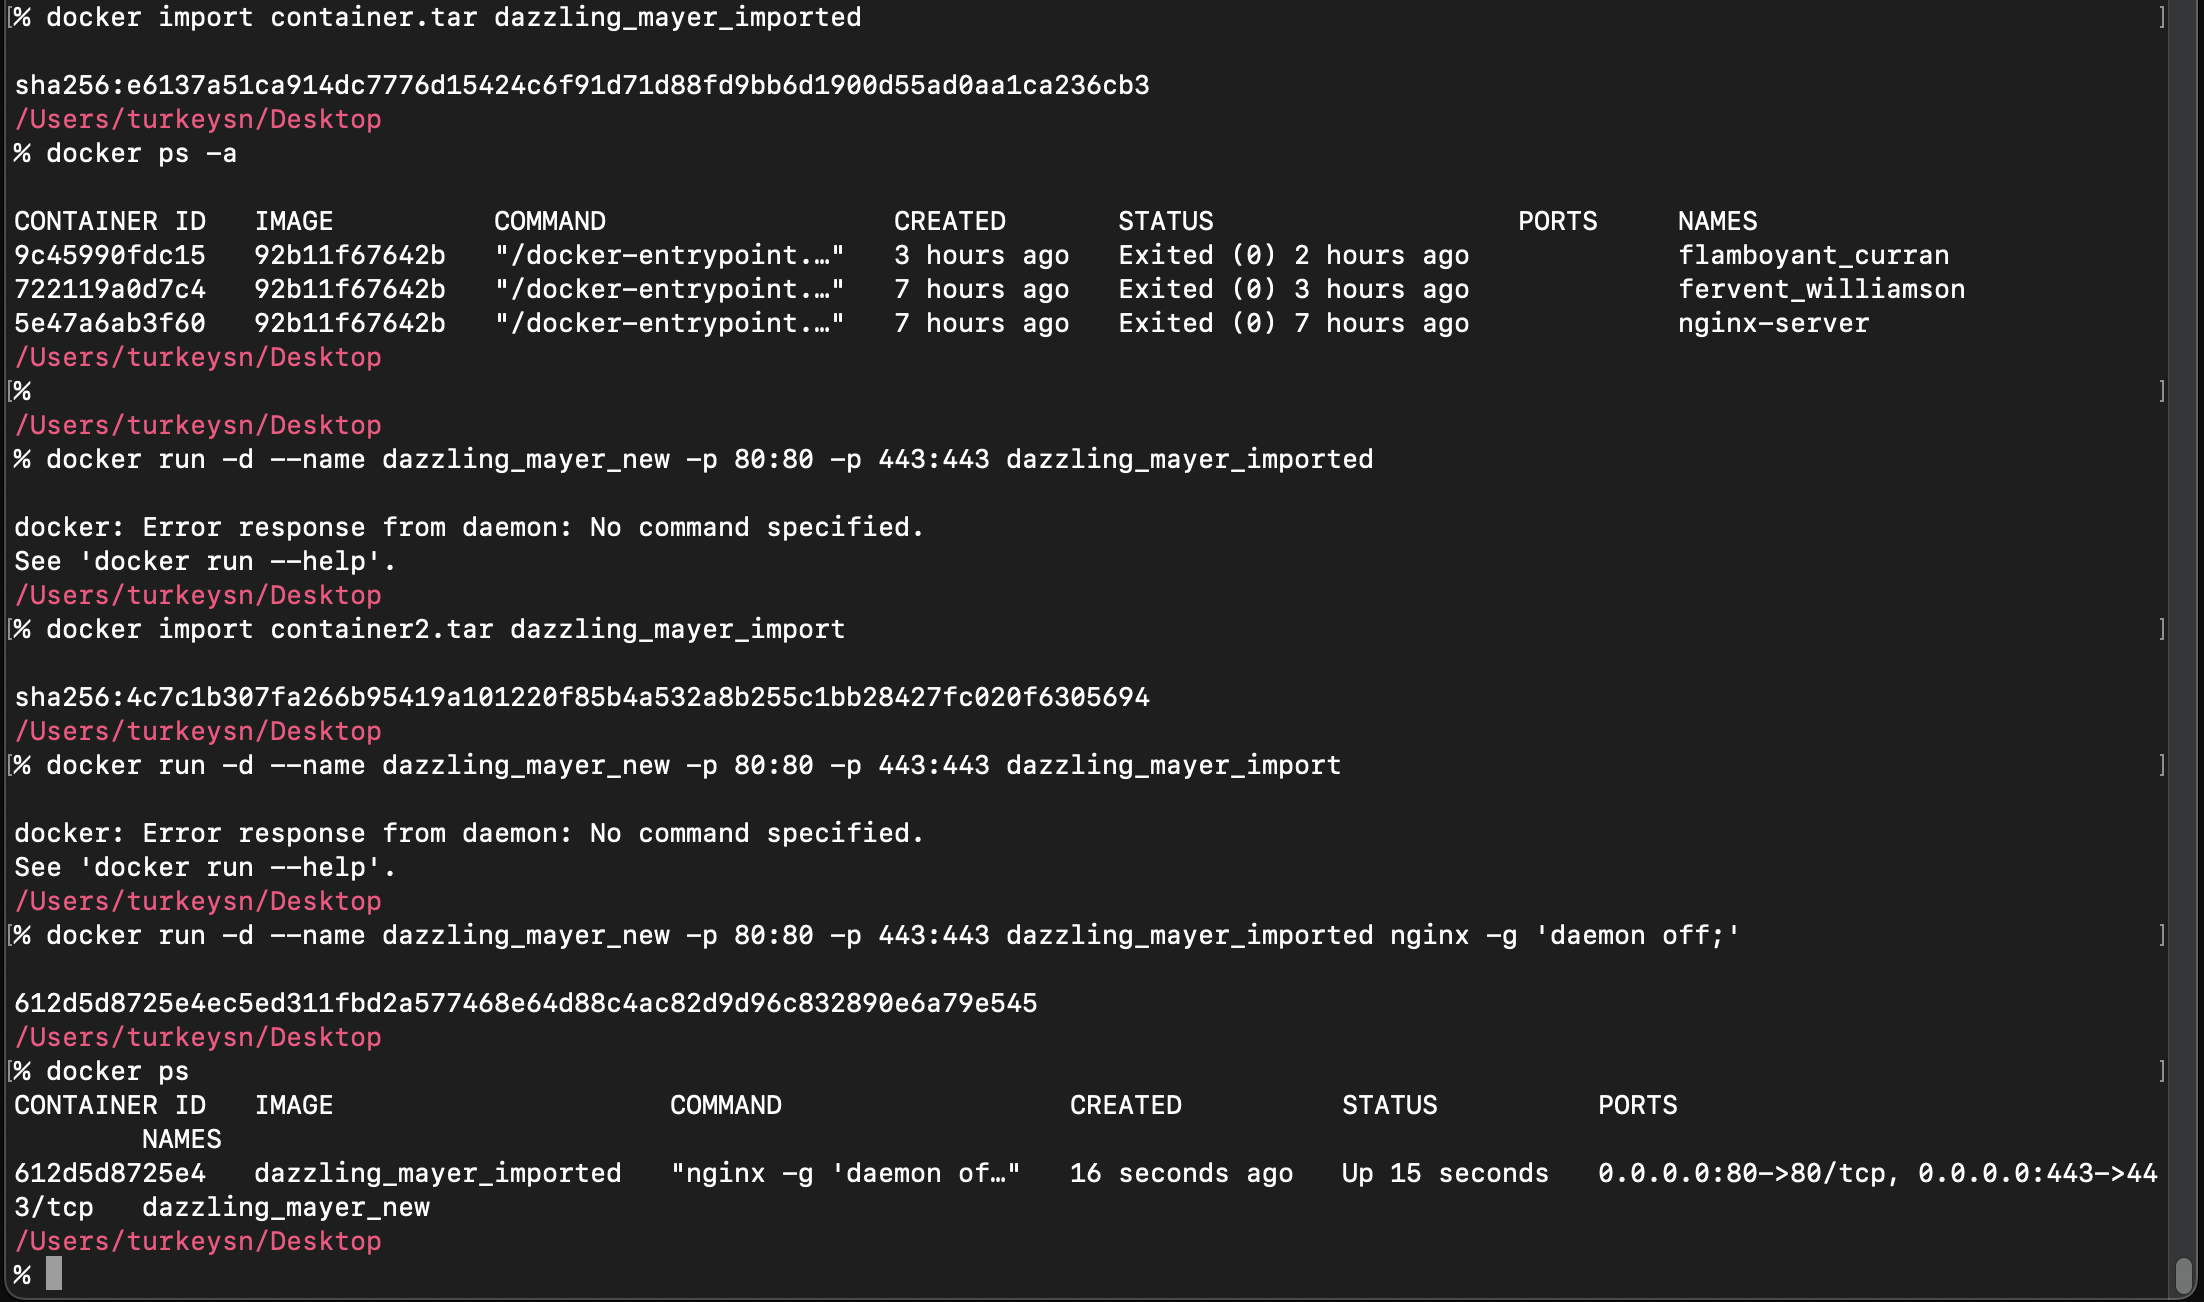 [% docker import container.tar dazzling_mayer_imported ]
sha256:e6137a51ca914dc7776d15424c6f91d71d88fd9bb6d1900d55ad0aa1ca236cb3
/Users/turkeysn/Desktop
% docker ps -a
CONTAINER ID   IMAGE          COMMAND                  CREATED       STATUS                   PORTS     NAMES
9c45990fdc15   92b11f67642b   "/docker-entrypoint.…"   3 hours ago   Exited (0) 2 hours ago             flamboyant_curran
722119a0d7c4   92b11f67642b   "/docker-entrypoint.…"   7 hours ago   Exited (0) 3 hours ago             fervent_williamson
5e47a6ab3f60   92b11f67642b   "/docker-entrypoint.…"   7 hours ago   Exited (0) 7 hours ago             nginx-server
/Users/turkeysn/Desktop
[% ]
/Users/turkeysn/Desktop
% docker run -d --name dazzling_mayer_new -p 80:80 -p 443:443 dazzling_mayer_imported
docker: Error response from daemon: No command specified.
See 'docker run --help'.
/Users/turkeysn/Desktop
[% docker import container2.tar dazzling_mayer_import ]
sha256:4c7c1b307fa266b95419a101220f85b4a532a8b255c1bb28427fc020f6305694
/Users/turkeysn/Desktop
[% docker run -d --name dazzling_mayer_new -p 80:80 -p 443:443 dazzling_mayer_import ]
docker: Error response from daemon: No command specified.
See 'docker run --help'.
/Users/turkeysn/Desktop
[% docker run -d --name dazzling_mayer_new -p 80:80 -p 443:443 dazzling_mayer_imported nginx -g 'daemon off;' ]
612d5d8725e4ec5ed311fbd2a577468e64d88c4ac82d9d96c832890e6a79e545
/Users/turkeysn/Desktop
[% docker ps ]
CONTAINER ID   IMAGE                     COMMAND                  CREATED          STATUS          PORTS
        NAMES
612d5d8725e4   dazzling_mayer_imported   "nginx -g 'daemon of…"   16 seconds ago   Up 15 seconds   0.0.0.0:80->80/tcp, 0.0.0.0:443->44
3/tcp   dazzling_mayer_new
/Users/turkeysn/Desktop
%